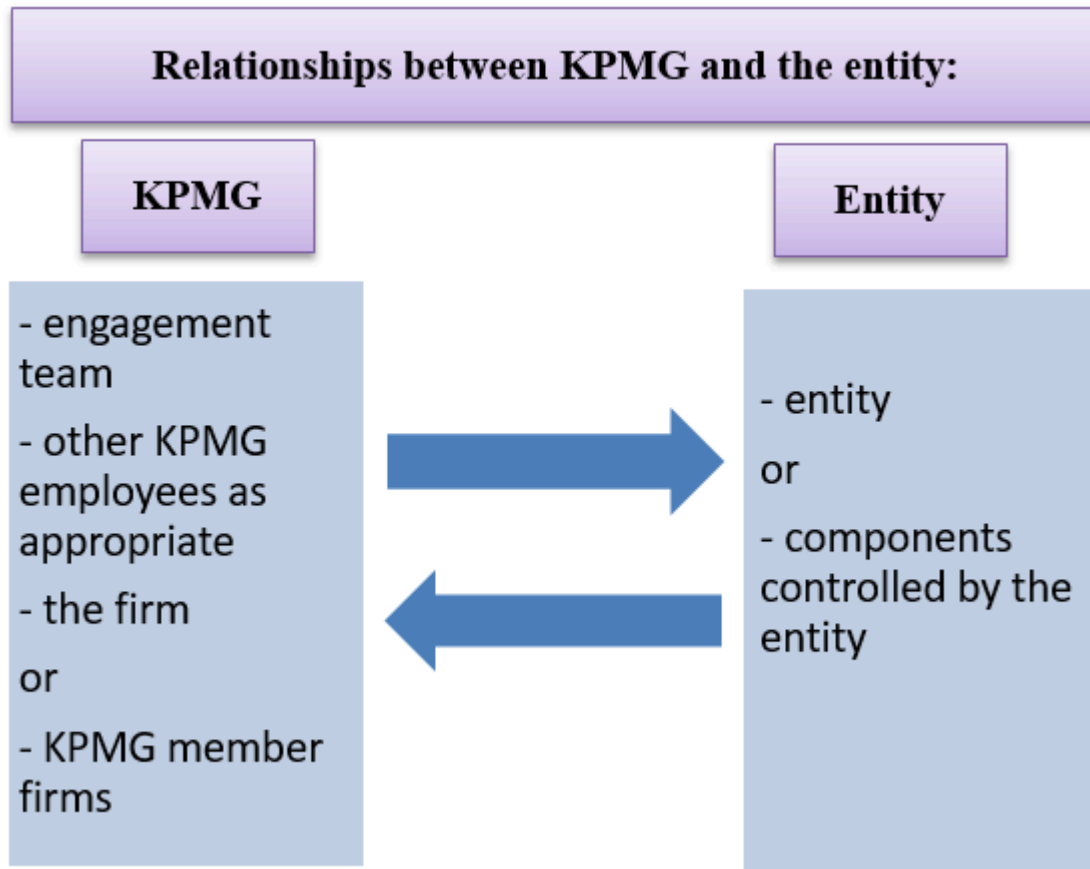 Relationships between KPMG and the entity:
KPMG
- engagement
team
- other KPMG
employees as
appropriate
- the firm
or
- KPMG member
firms
Entity
- entity
or
- components
controlled by the
entity